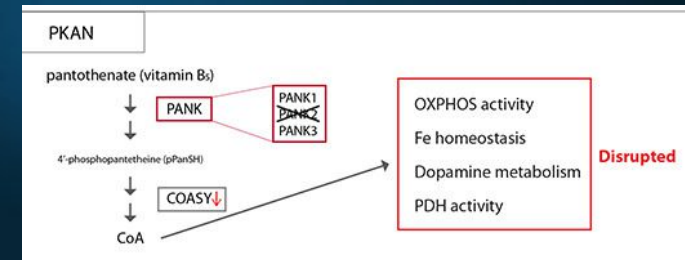 PKAN
pantothenate (vitamin B₅)
PANK
PANK1
PANK2
PANK3
4'-phosphopantetheine (pPanSH)
COASY↓
CoA
OXPHOS activity
Fe homeostasis
Dopamine metabolism
PDH activity
Disrupted